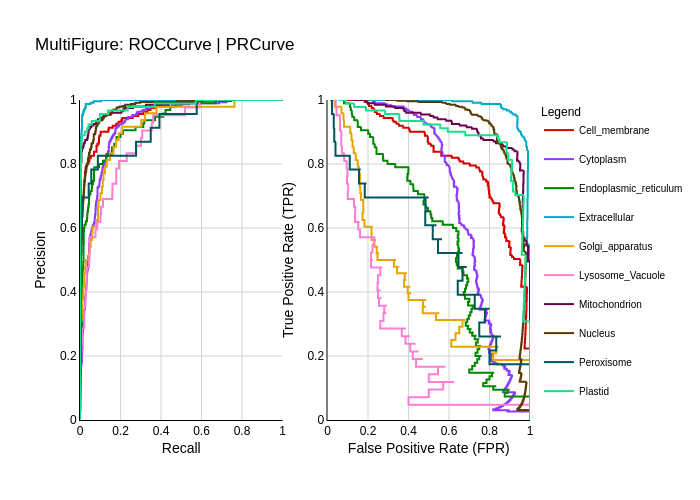 MultiFigure: ROCCurve | PRCurve
1
0.8
0.6
0.4
0.2
0
0
0.2
0.4
0.6
0.8
1
Precision
Recall
1
0.8
0.6
0.4
0.2
0
0
0.2
0.4
0.6
0.8
1
True Positive Rate (TPR)
False Positive Rate (FPR)
Legend
Cell_membrane
Cytoplasm
Endoplasmic_reticulum
Extracellular
Golgi_apparatus
Lysosome_Vacuole
Mitochondrion
Nucleus
Peroxisome
Plastid